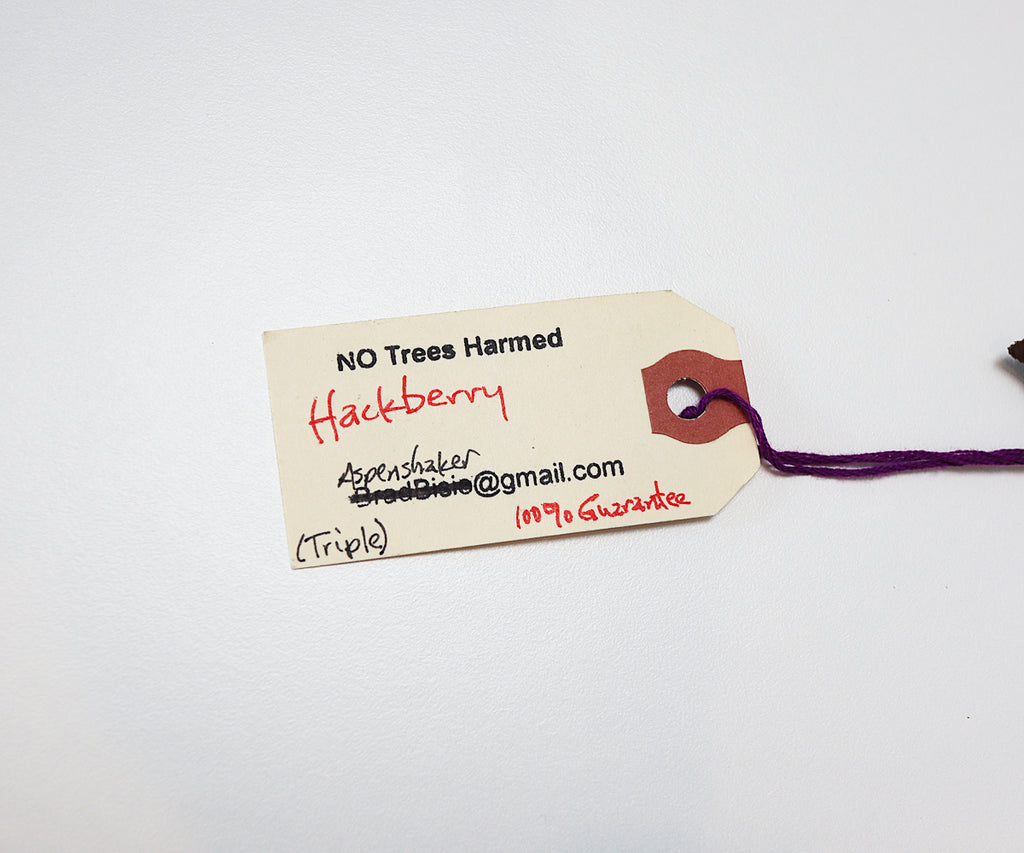 NO Trees Harmed
Hackberry
Aspenshaker
@gmail.com
100% Guarantee
(Triple)